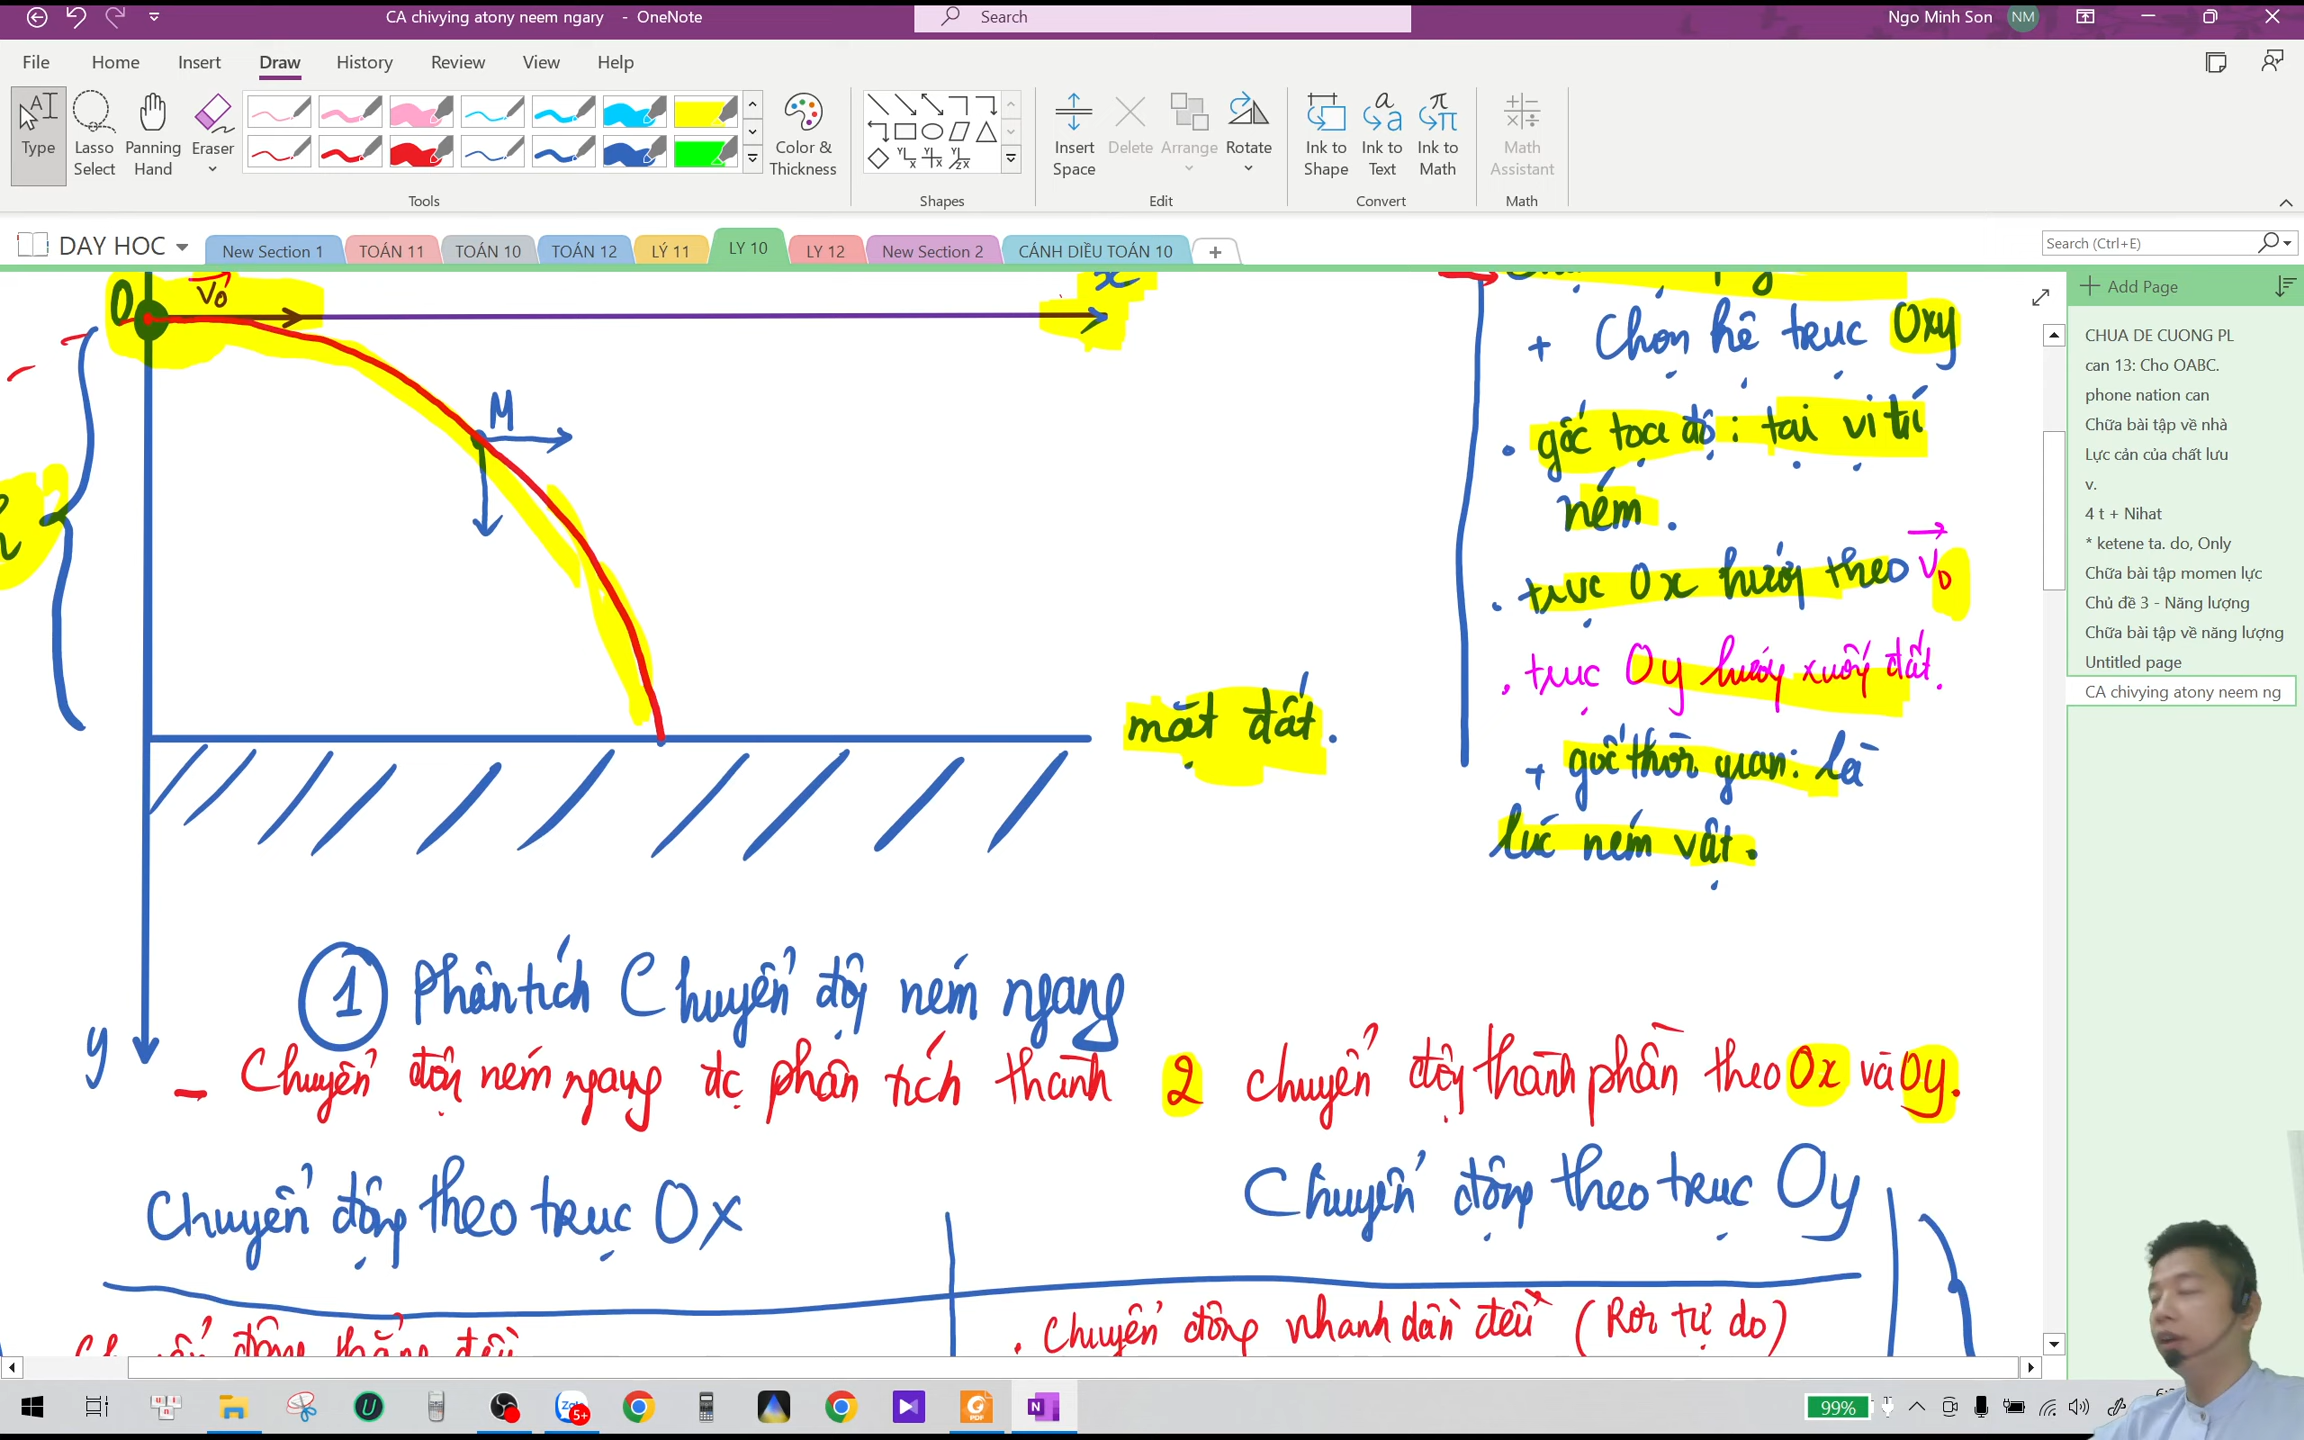 CA chivying atony neem ngary - OneNote
Search
Ngo Minh Son
NM
File Home Insert Draw History Review View Help
Type
Lasso Select
Panning Hand
Eraser
Color & Thickness
Insert Space
Delete
Arrange
Rotate
Ink to Shape
Ink to Text
Ink to Math
Math Assistant
Tools Shapes Edit Convert Math
DAY HOC
New Section 1 TOÁN 11 TOÁN 10 TOÁN 12 LÝ 11 LY 10 LY 12 New Section 2 CÁNH DIỀU TOÁN 10
Search (Ctrl+E)
Add Page
CHUA DE CUONG PL
can 13: Cho OABC.
phone nation can
Chữa bài tập về nhà
Lực cản của chất lưu
v.
4 t + Nihat
* ketene ta. do, Only
Chữa bài tập momen lực
Chủ đề 3 - Năng lượng
Chữa bài tập về năng lượng
Untitled page
CA chivying atony neem ng
O
v₀
x
M
mặt đất.
y
+ Chọn hệ trục Oxy
. gốc tọa độ : tại vị trí
ném .
. trục Ox hướng theo v₀
. trục Oy hướng xuống đất.
+ gốc thời gian: là
lúc ném vật.
1 Phân tích Chuyển động ném ngang
- Chuyển động ném ngang đc phân tích thành 2 chuyển động thành phần theo Ox và Oy.
Chuyển động theo trục Ox
Chuyển động theo trục Oy
Chuyển động thẳng đều
. Chuyển động nhanh dần đều (Rơi tự do)
99%